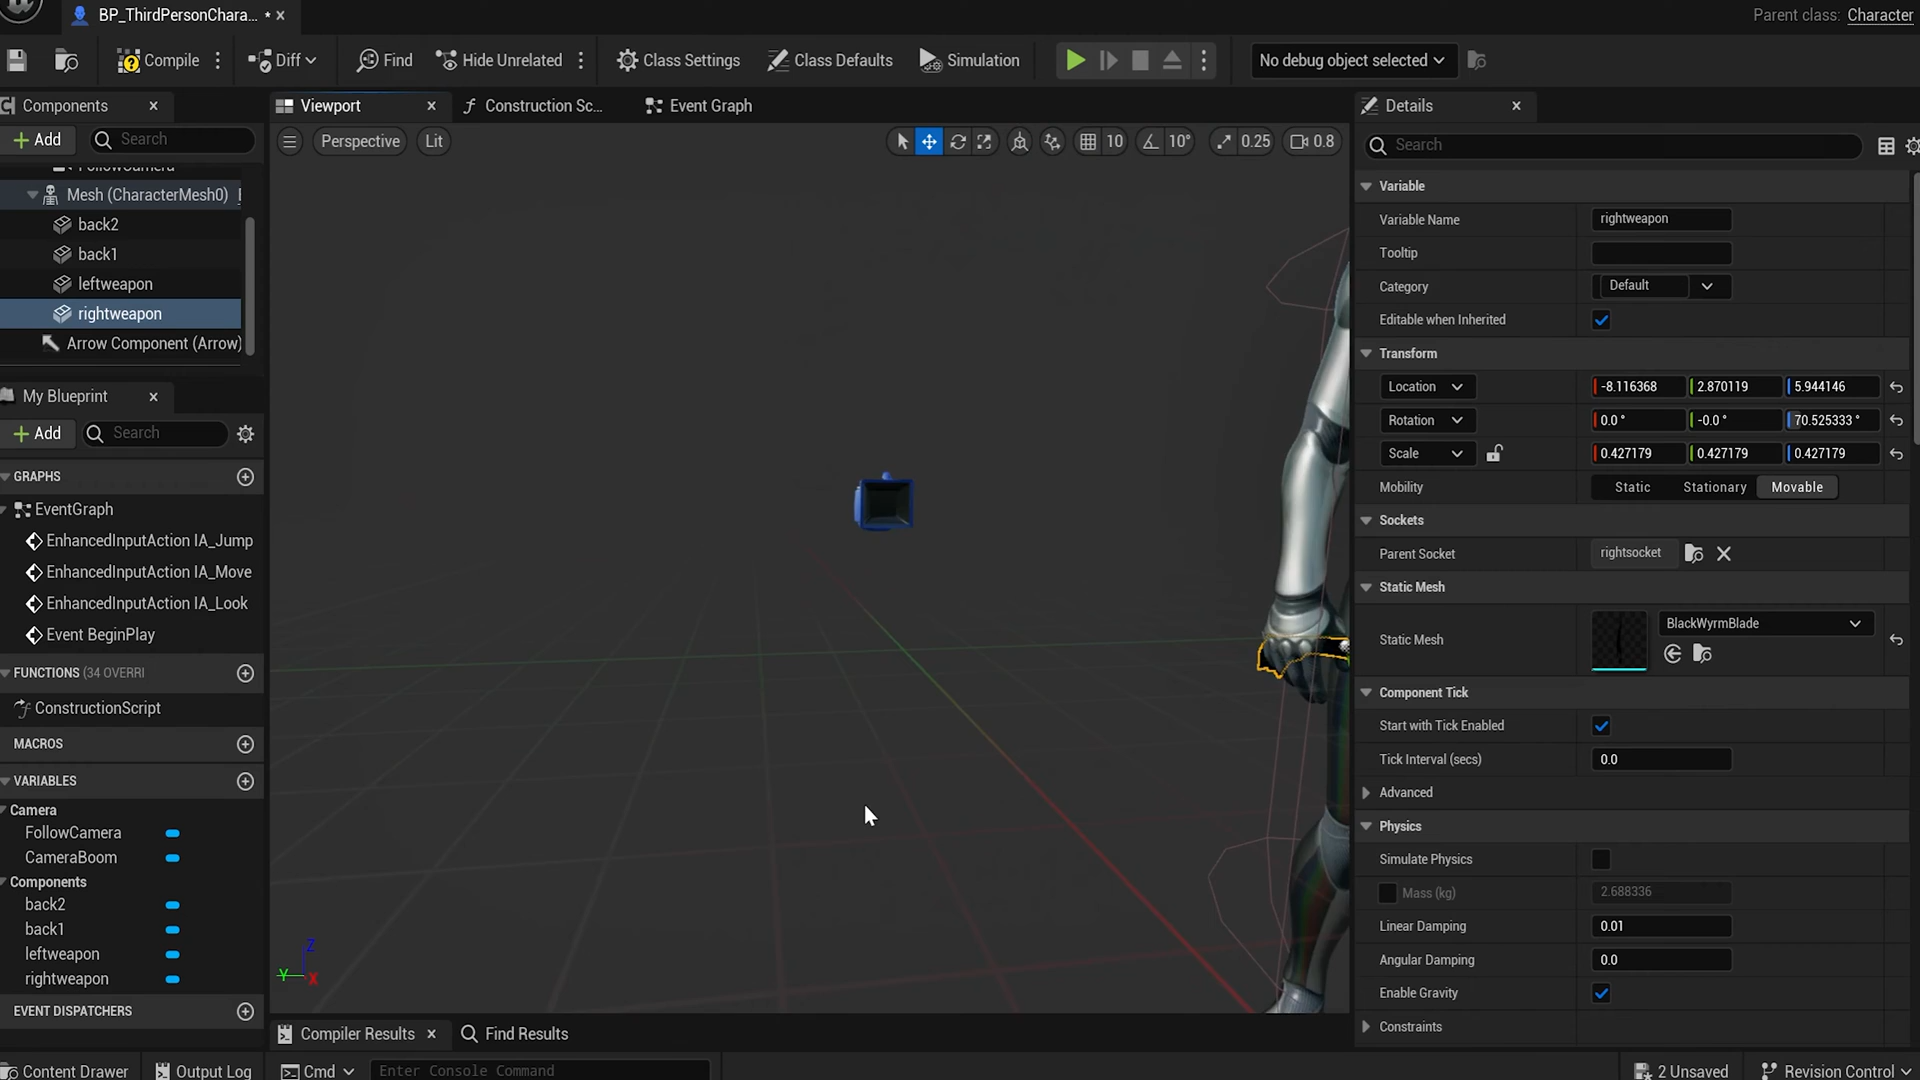 BP_ThirdPersonChara... *
Parent class: Character
Compile
Diff
Find
Hide Unrelated
Class Settings
Class Defaults
Simulation
No debug object selected
Components
Add
Search
FollowCamera
Mesh (CharacterMesh0)
back2
back1
leftweapon
rightweapon
Arrow Component (Arrow)
My Blueprint
Add
Search
GRAPHS
EventGraph
EnhancedInputAction IA_Jump
EnhancedInputAction IA_Move
EnhancedInputAction IA_Look
Event BeginPlay
FUNCTIONS (34 OVERRI
ConstructionScript
MACROS
VARIABLES
Camera
FollowCamera
CameraBoom
Components
back2
back1
leftweapon
rightweapon
EVENT DISPATCHERS
Viewport
Construction Sc...
Event Graph
Perspective
Lit
10
10°
0.25
0.8
Z
Y
X
Compiler Results
Find Results
Details
Search
Variable
Variable Name rightweapon
Tooltip
Category Default
Editable when Inherited
Transform
Location -8.116368 2.870119 5.944146
Rotation 0.0 ° -0.0 ° 70.525333 °
Scale 0.427179 0.427179 0.427179
Mobility Static Stationary Movable
Sockets
Parent Socket rightsocket
Static Mesh
Static Mesh BlackWyrmBlade
Component Tick
Start with Tick Enabled
Tick Interval (secs) 0.0
Advanced
Physics
Simulate Physics
Mass (kg) 2.688336
Linear Damping 0.01
Angular Damping 0.0
Enable Gravity
Constraints
Content Drawer
Output Log
Cmd
Enter Console Command
2 Unsaved
Revision Control